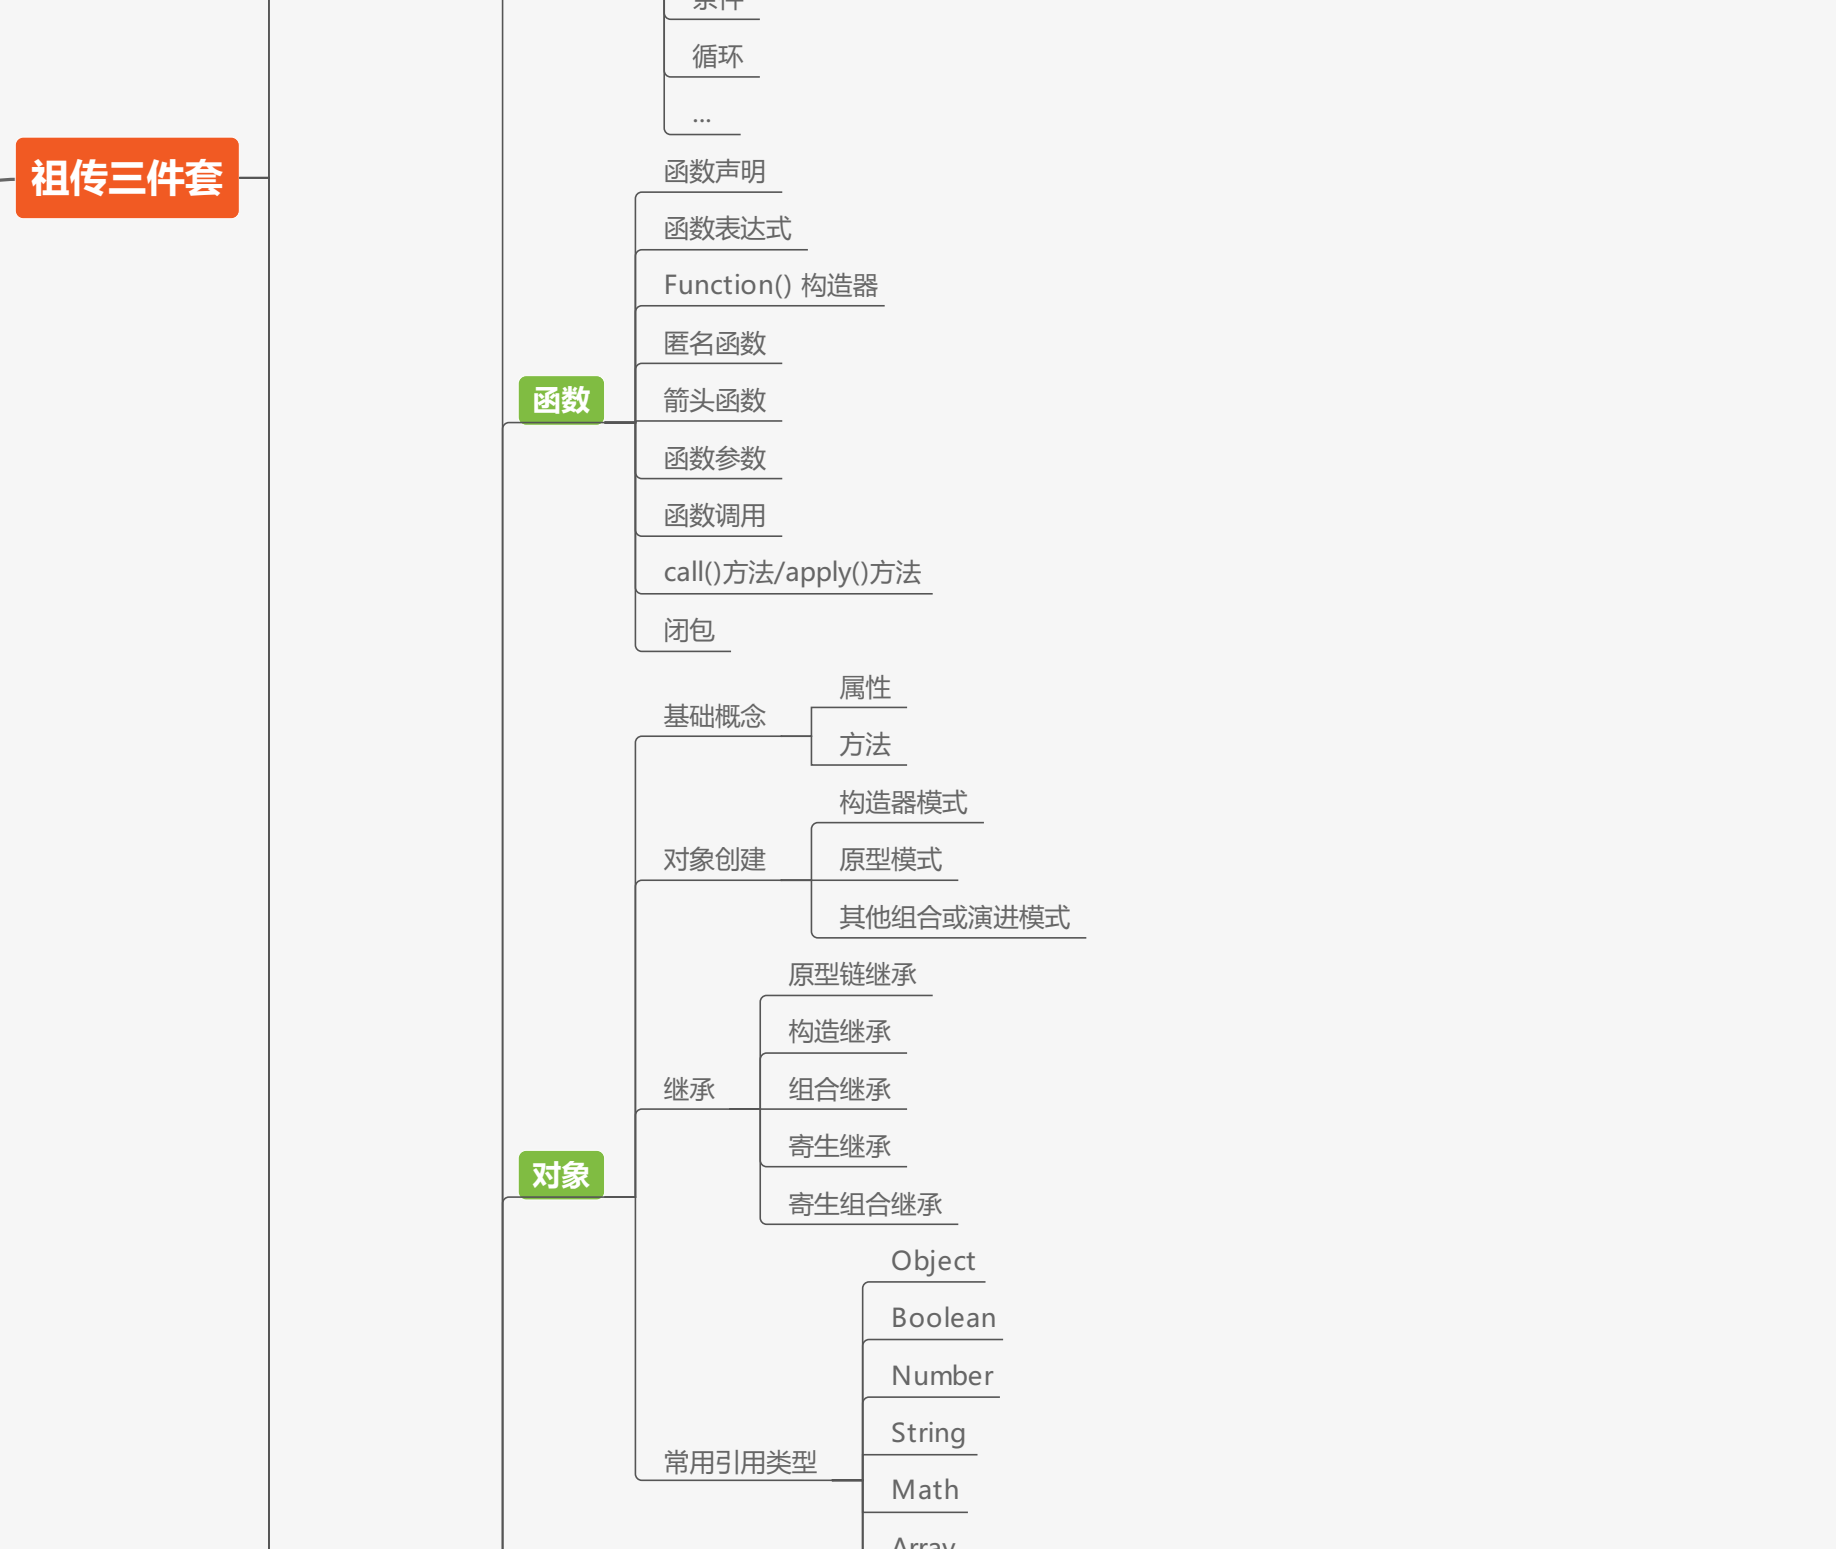 条件
循环
...
祖传三件套
函数
函数声明
函数表达式
Function() 构造器
匿名函数
箭头函数
函数参数
函数调用
call()方法/apply()方法
闭包
对象
基础概念
属性
方法
对象创建
构造器模式
原型模式
其他组合或演进模式
继承
原型链继承
构造继承
组合继承
寄生继承
寄生组合继承
常用引用类型
Object
Boolean
Number
String
Math
Array